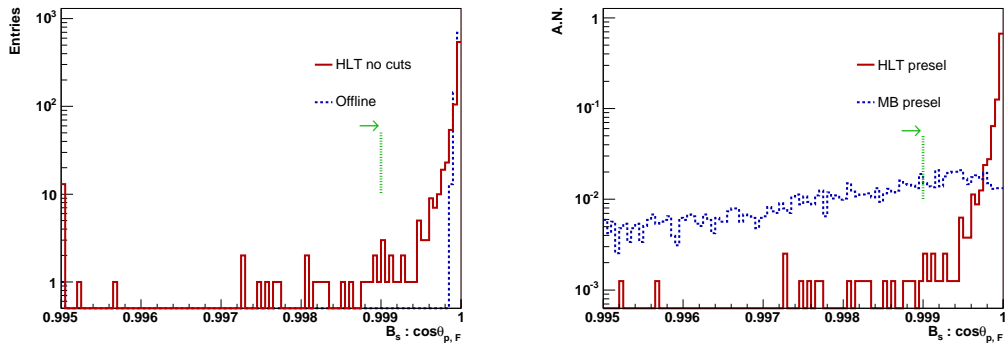 Entries
10³
10²
10
1
HLT no cuts
Offline
0.995 0.996 0.997 0.998 0.999 1
Bₛ : cosθₚ, F
A.N.
1
10⁻¹
10⁻²
10⁻³
HLT presel
MB presel
0.995 0.996 0.997 0.998 0.999 1
Bₛ : cosθₚ, F